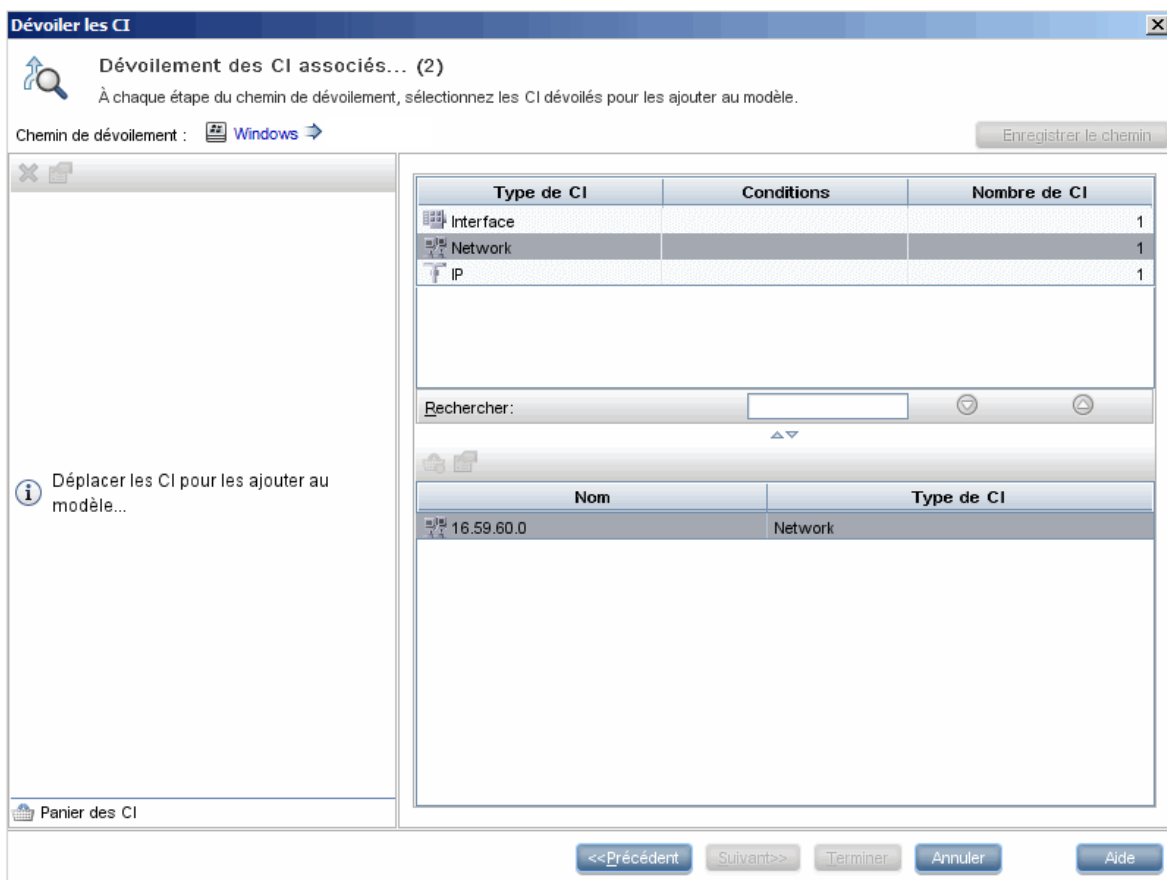 Dévoiler les CI
Dévoilement des CI associés... (2)
À chaque étape du chemin de dévoilement, sélectionnez les CI dévoilés pour les ajouter au modèle.
Chemin de dévoilement : Windows
Enregistrer le chemin
Type de CI Conditions Nombre de CI
Interface 1
Network 1
IP 1
Rechercher:
Déplacer les CI pour les ajouter au
modèle...
Nom Type de CI
16.59.60.0 Network
Panier des CI
<<Précédent Suivant>> Terminer Annuler Aide